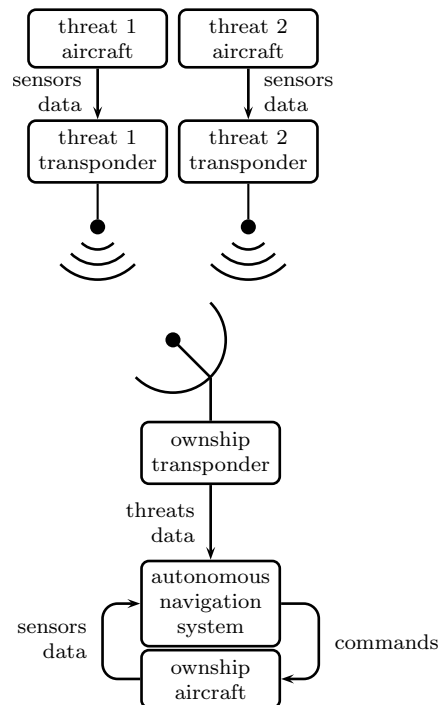 threat 1
aircraft
threat 2
aircraft
sensors
data
sensors
data
threat 1
transponder
threat 2
transponder
ownship
transponder
threats
data
autonomous
navigation
system
sensors
data
commands
ownship
aircraft